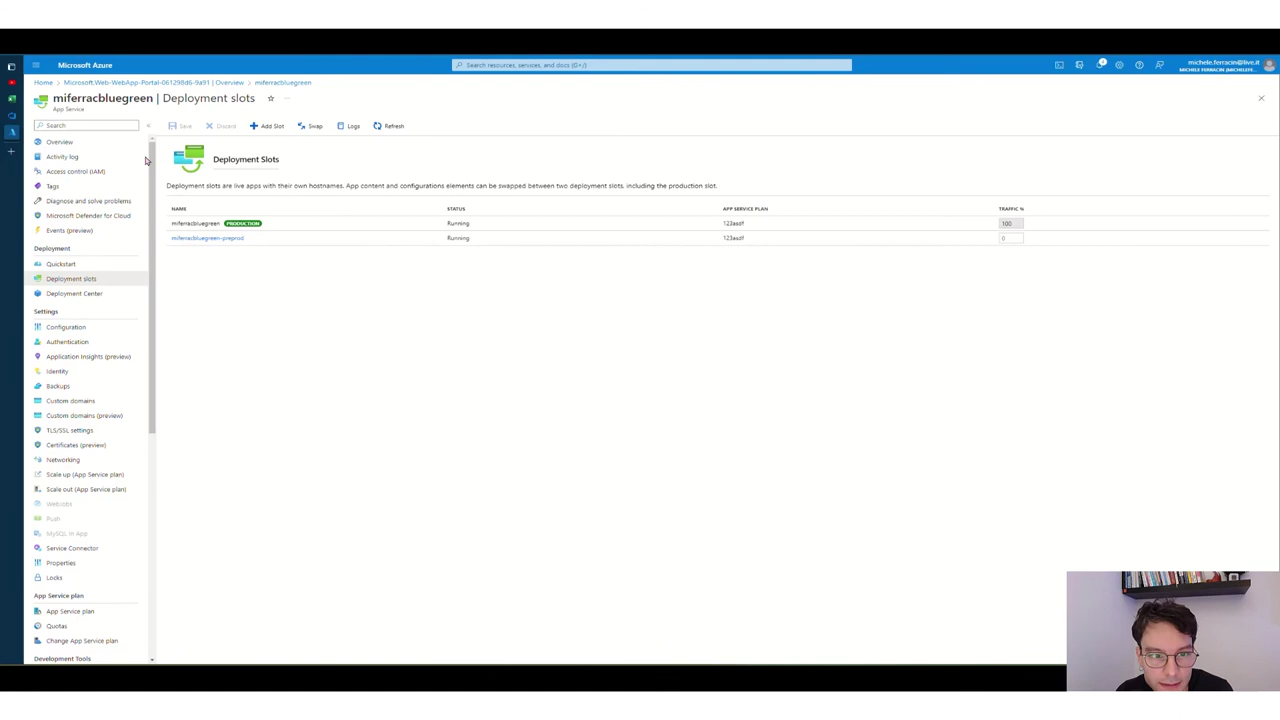 Microsoft Azure
Search resources, services, and docs (G+/)
michele.ferracin@live.it
Home > Microsoft.Web-WebApp-Portal-061298d6-9a91 | Overview > miferracbluegreen
miferracbluegreen | Deployment slots
App Service
Search
Save
Discard
Add Slot
Swap
Logs
Refresh
Overview
Activity log
Access control (IAM)
Tags
Diagnose and solve problems
Microsoft Defender for Cloud
Events (preview)
Deployment
Quickstart
Deployment slots
Deployment Center
Settings
Configuration
Authentication
Application Insights (preview)
Identity
Backups
Custom domains
Custom domains (preview)
TLS/SSL settings
Certificates (preview)
Networking
Scale up (App Service plan)
Scale out (App Service plan)
WebJobs
Push
MySQL In App
Service Connector
Properties
Locks
App Service plan
App Service plan
Quotas
Change App Service plan
Development Tools
Deployment Slots
Deployment slots are live apps with their own hostnames. App content and configurations elements can be swapped between two deployment slots, including the production slot.
NAME STATUS APP SERVICE PLAN TRAFFIC %
miferracbluegreen PRODUCTION Running 123asdf 100
miferracbluegreen-preprod Running 123asdf 0